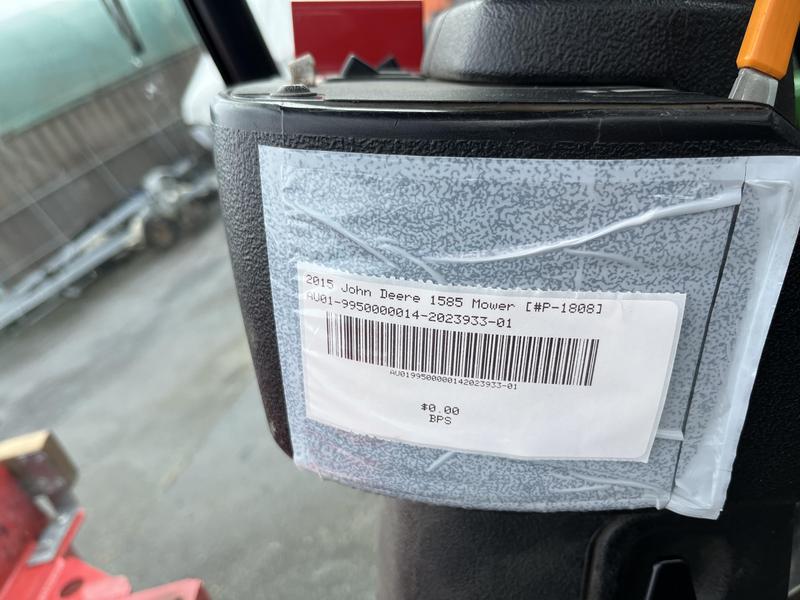 2015 John Deere 1585 Mower [#P-1808]
AU01-9950000014-2023933-01
AU0199500000142023933-01
$0.00
BPS